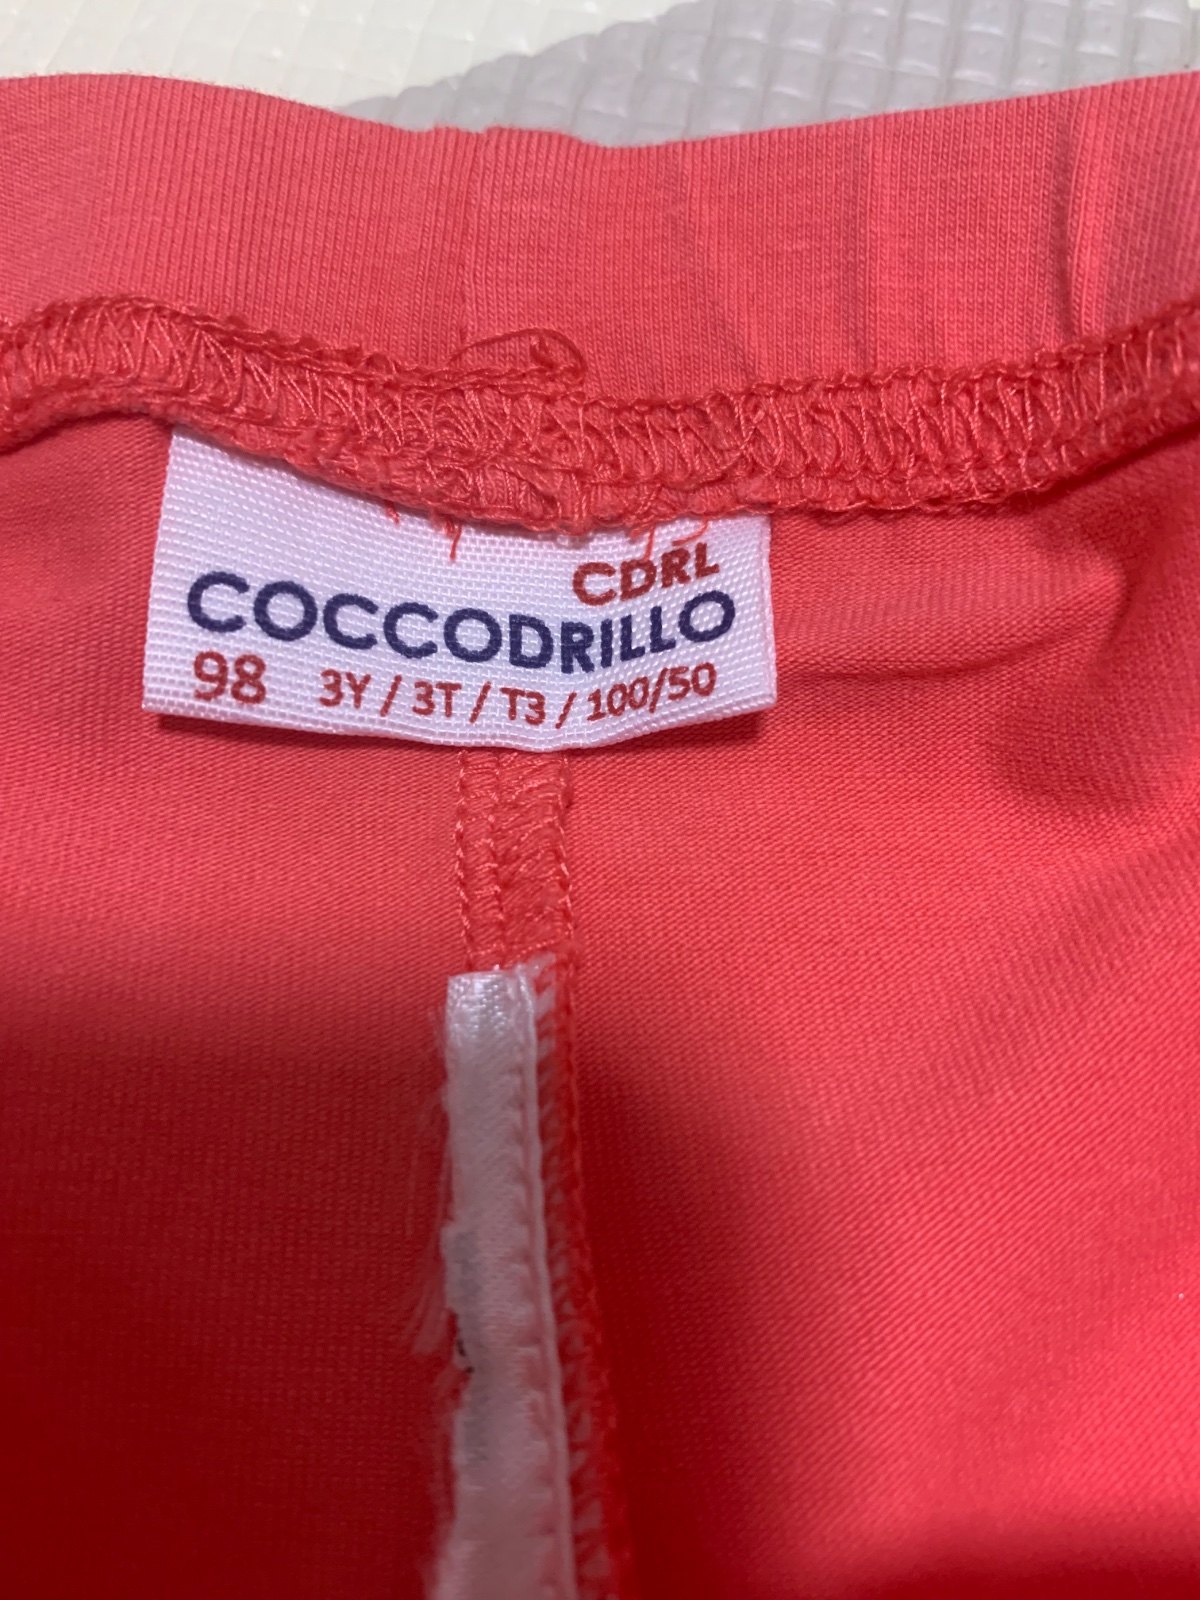 CDRL
COCCODRILLO
98 3Y / 3T / T3 / 100/50